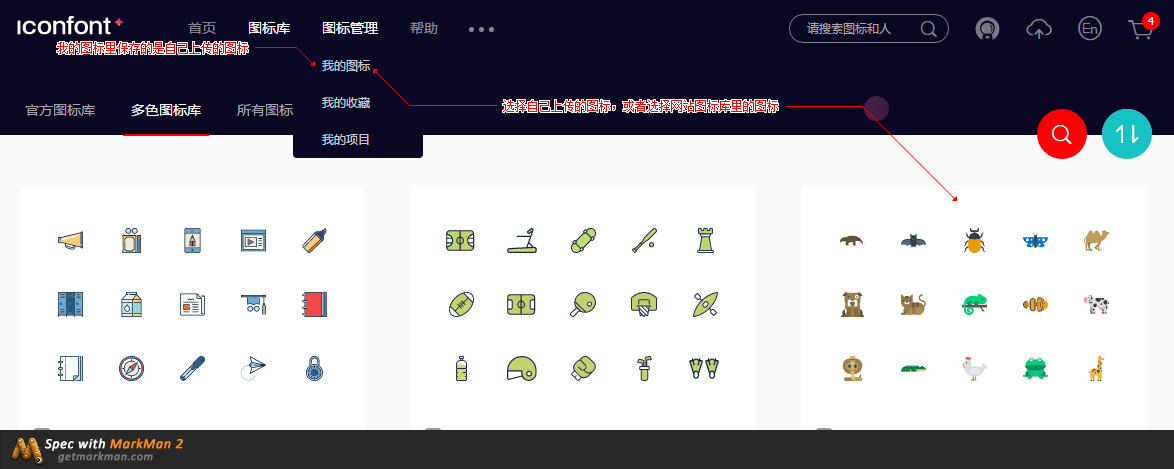 iconfont+
首页
图标库
图标管理
帮助
请搜索图标和人
En
4
我的图标里保存的是自己上传的图标
我的图标
我的收藏
选择自己上传的图标，或者选择网站图标库里的图标
官方图标库
多色图标库
所有图标
我的项目
Spec with MarkMan 2
getmarkman.com